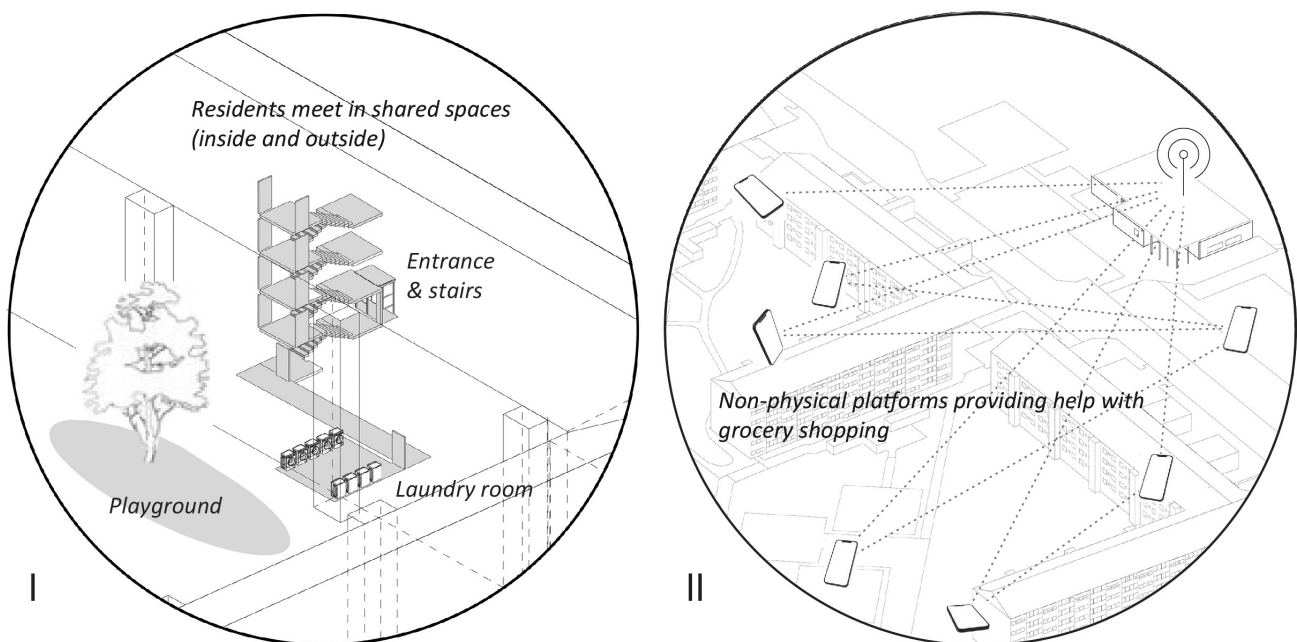 Residents meet in shared spaces
(inside and outside)
Entrance
& stairs
Playground
Laundry room
I
Non-physical platforms providing help with
grocery shopping
II